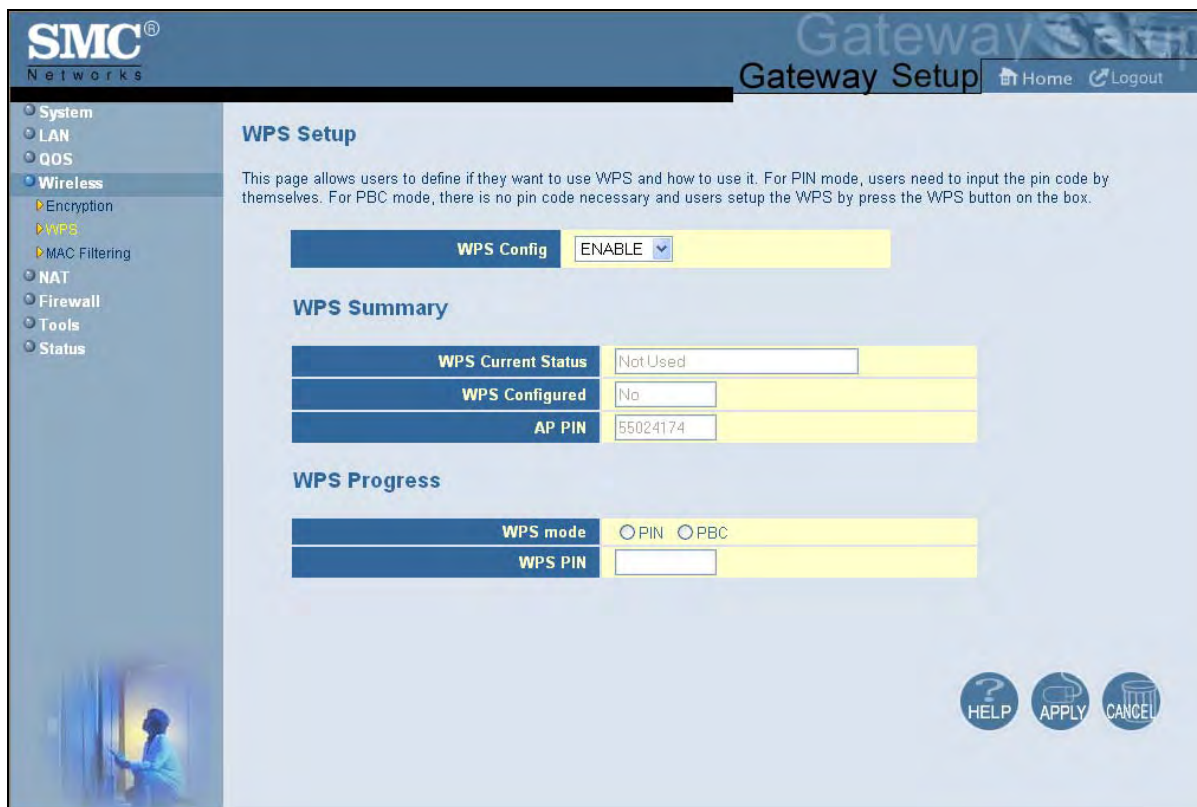 SMC®
Networks
Gateway Setup
Gateway Setup
Home
Logout
System
LAN
QOS
Wireless
Encryption
WPS
MAC Filtering
NAT
Firewall
Tools
Status
WPS Setup
This page allows users to define if they want to use WPS and how to use it. For PIN mode, users need to input the pin code by
themselves. For PBC mode, there is no pin code necessary and users setup the WPS by press the WPS button on the box.
WPS Config ENABLE
WPS Summary
WPS Current Status Not Used
WPS Configured No
AP PIN 55024174
WPS Progress
WPS mode PIN PBC
WPS PIN
HELP APPLY CANCEL